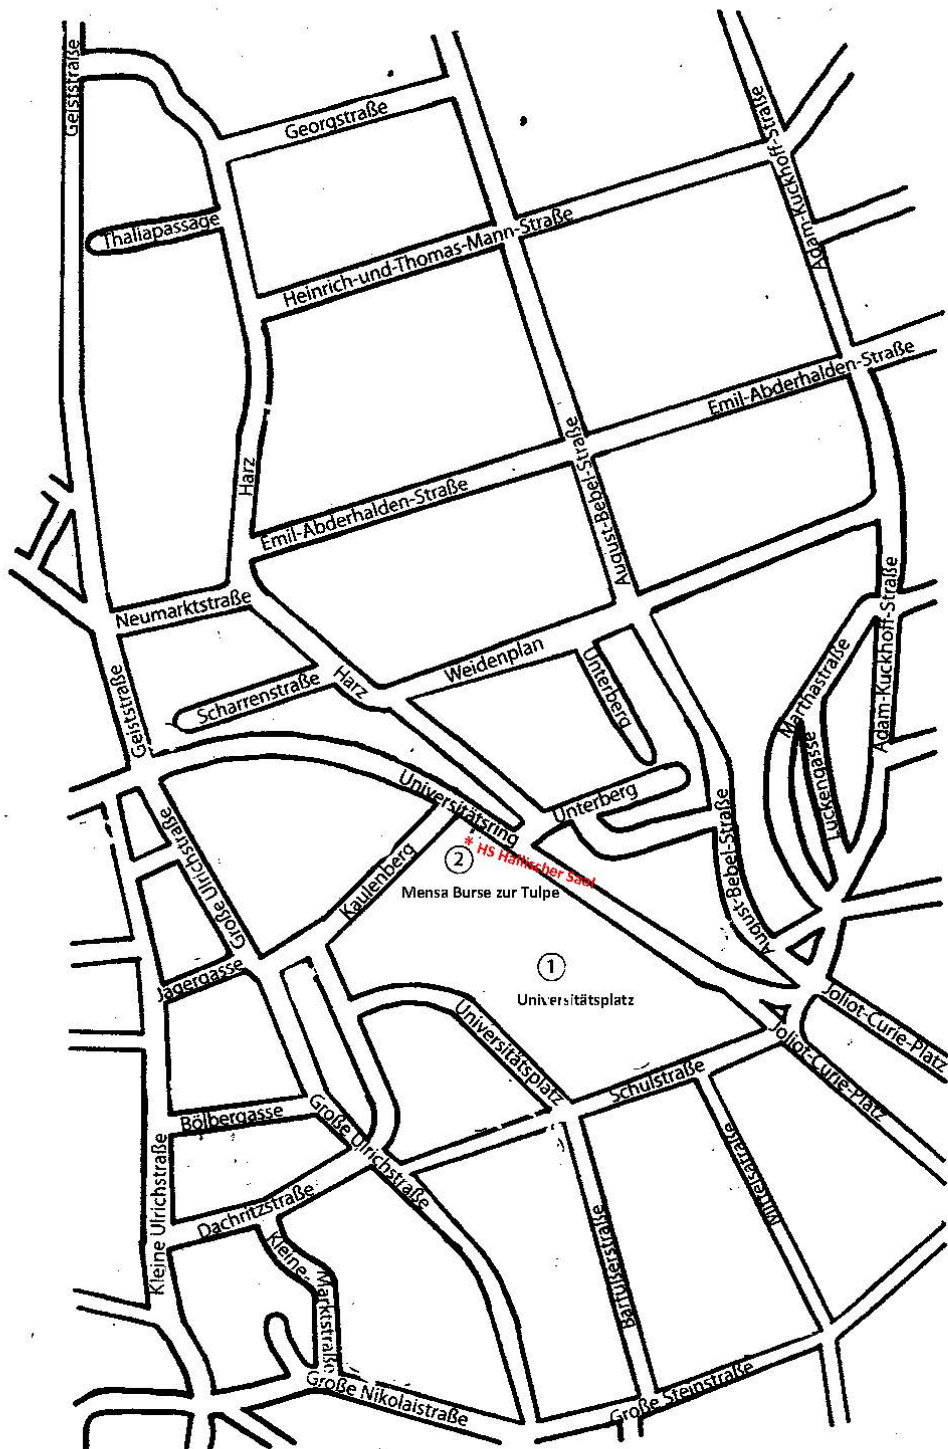 Geiststraße
Georgstraße
Adam-Kuckhoff-Straße
Thaliapassage
Heinrich-und-Thomas-Mann-Straße
Emil-Abderhalden-Straße
Harz
Emil-Abderhalden-Straße
August-Bebel-Straße
Neumarktstraße
Adam-Kuckhoff-Straße
Geiststraße
Scharrenstraße
Harz
Weidenplan
Unterberg
Marthastraße
Luckengasse
Universitätsring
Unterberg
Große Ulrichstraße
Kaulenberg
* HS Hallischer Saal
2
Mensa Burse zur Tulpe
August-Bebel-Straße
August
Jägergasse
1
Universitätsplatz
Universitätsplatz
Joliot-Curie-Platz
Joliot-Curie-Platz
Schulstraße
Bölbergasse
Große Ulrichstraße
Kleine Ulrichstraße
Dachritzstraße
Kleine-
Marktstraße
Barfüßerstraße
Mittelsatraße
Große Nikolaistraße
Große Steinstraße